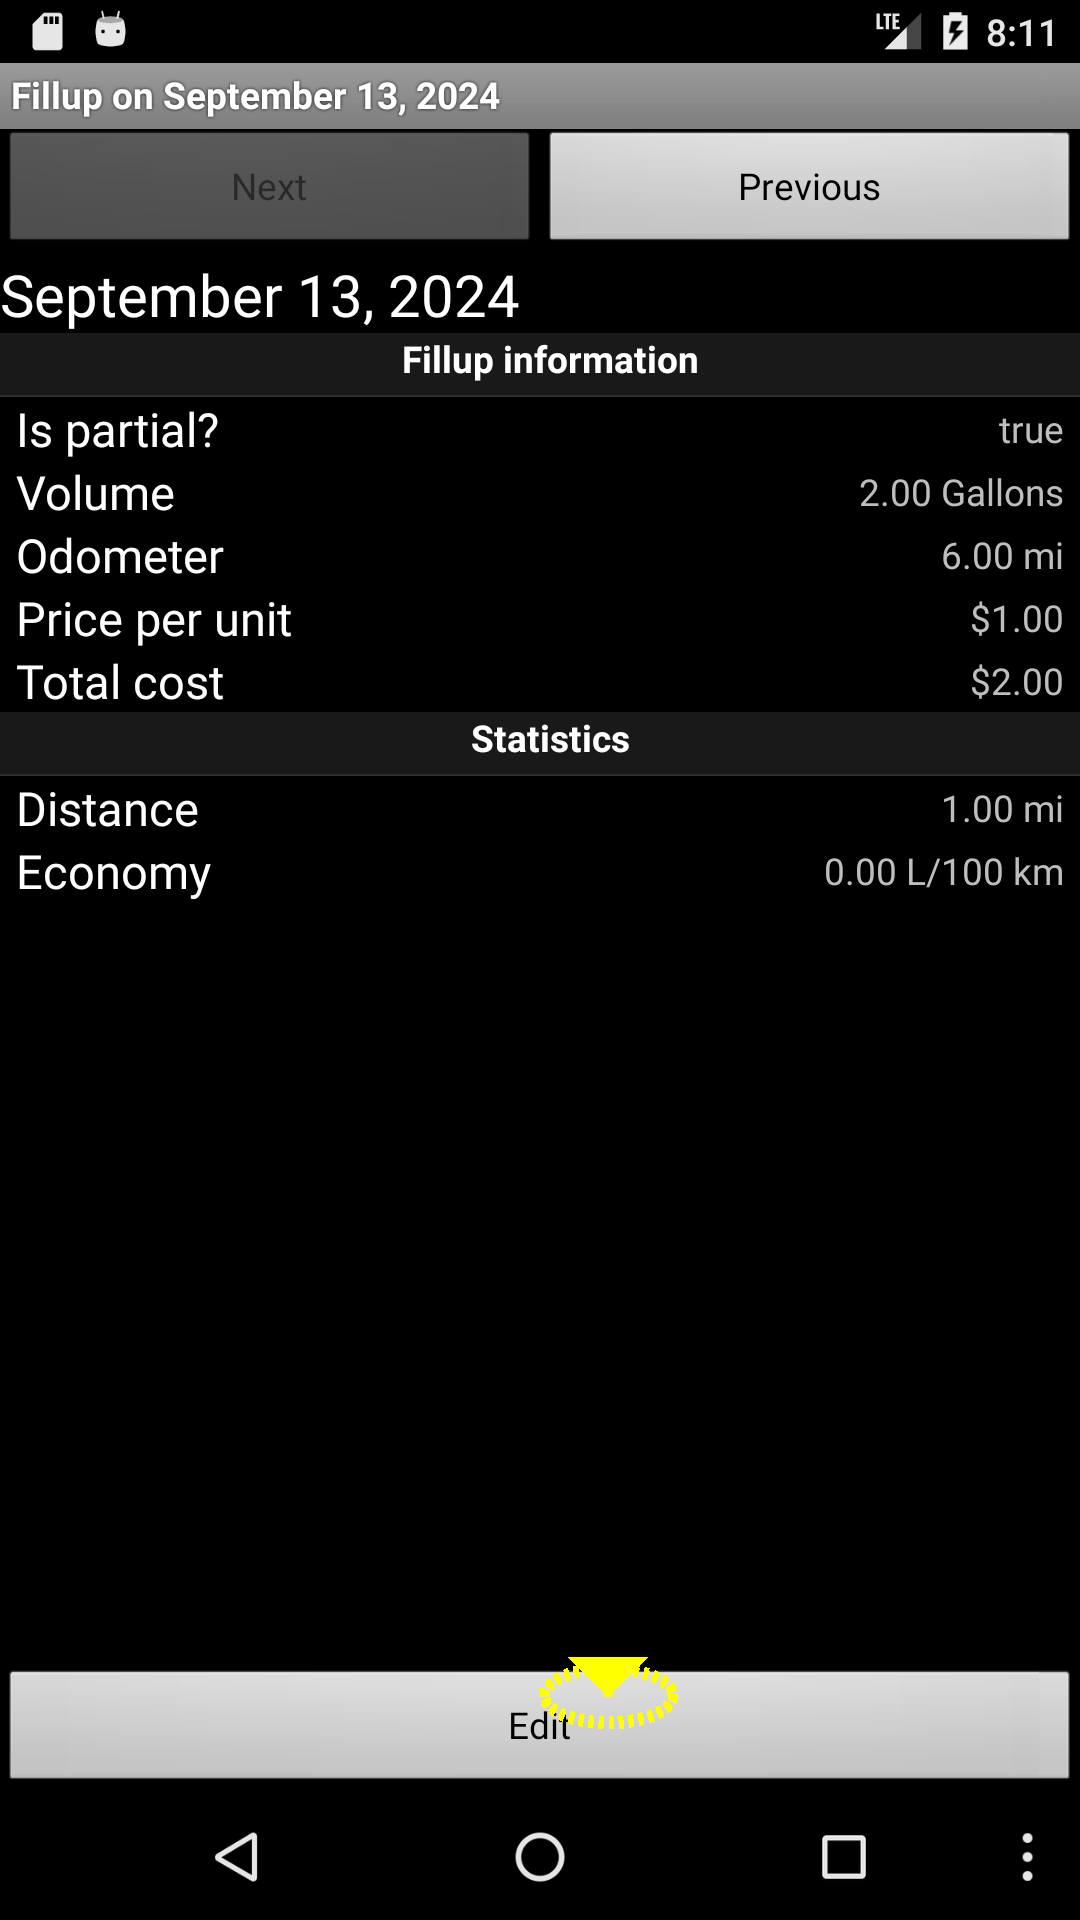 LTE 8:11
Fillup on September 13, 2024
Next Previous
September 13, 2024
Fillup information
Is partial? true
Volume 2.00 Gallons
Odometer 6.00 mi
Price per unit $1.00
Total cost $2.00
Statistics
Distance 1.00 mi
Economy 0.00 L/100 km
Edit